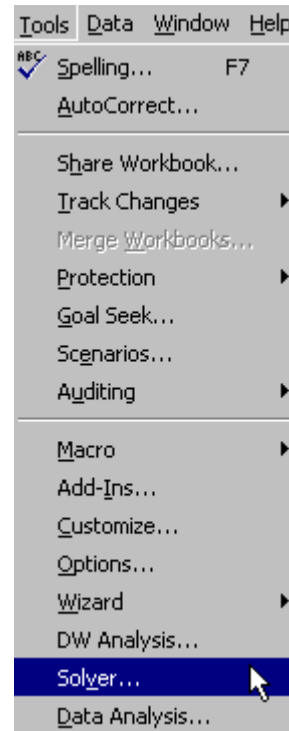 Tools Data Window Help
ABC Spelling... F7
AutoCorrect...
Share Workbook...
Track Changes
Merge Workbooks...
Protection
Goal Seek...
Scenarios...
Auditing
Macro
Add-Ins...
Customize...
Options...
Wizard
DW Analysis...
Solver...
Data Analysis...